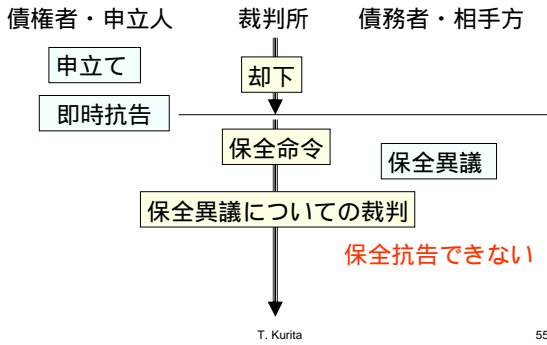 債権者・申立人 裁判所 債務者・相手方
申立て
却下
即時抗告
保全命令
保全異議
保全異議についての裁判
保全抗告できない
T. Kurita 55